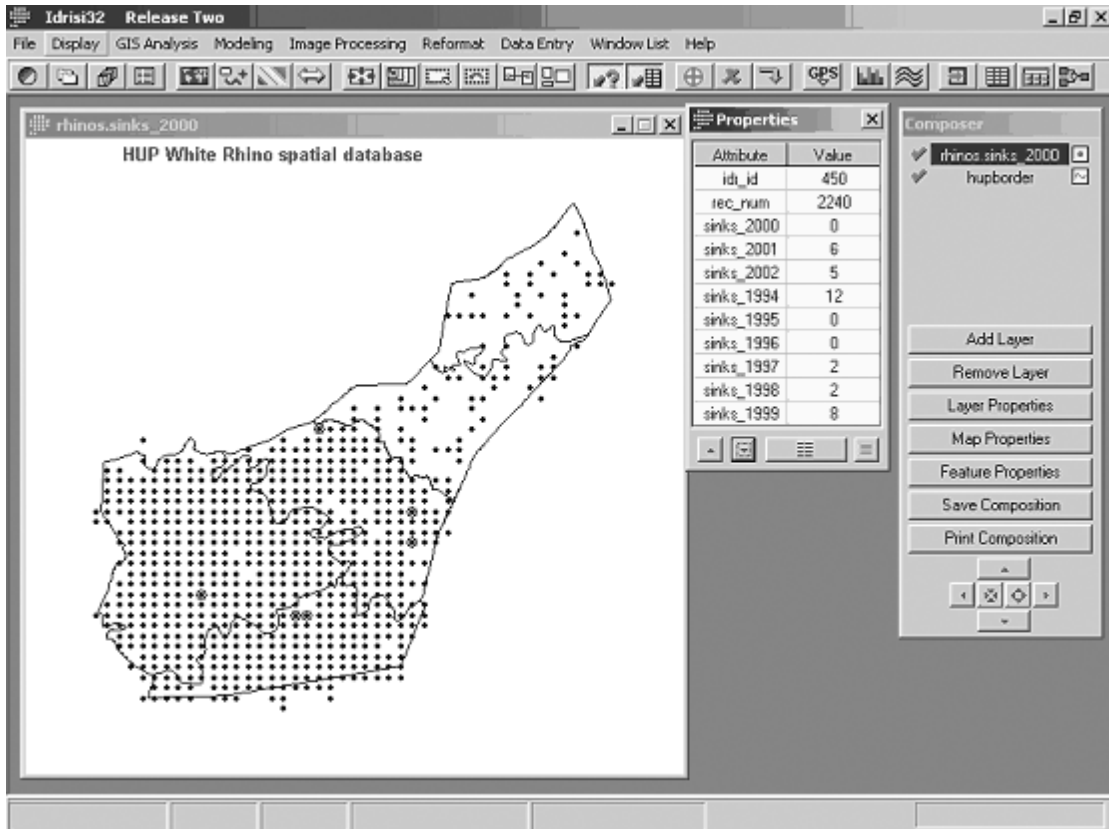 Idrisi32 Release Two
File Display GIS Analysis Modeling Image Processing Reformat Data Entry Window List Help
GPS
rhinos.sinks_2000
HUP White Rhino spatial database
Properties
Attribute Value
idi_id 450
rec_num 2240
sinks_2000 0
sinks_2001 6
sinks_2002 5
sinks_1994 12
sinks_1995 0
sinks_1996 0
sinks_1997 2
sinks_1998 2
sinks_1999 8
Composer
rhinos.sinks_2000
hupborder
Add Layer
Remove Layer
Layer Properties
Map Properties
Feature Properties
Save Composition
Print Composition